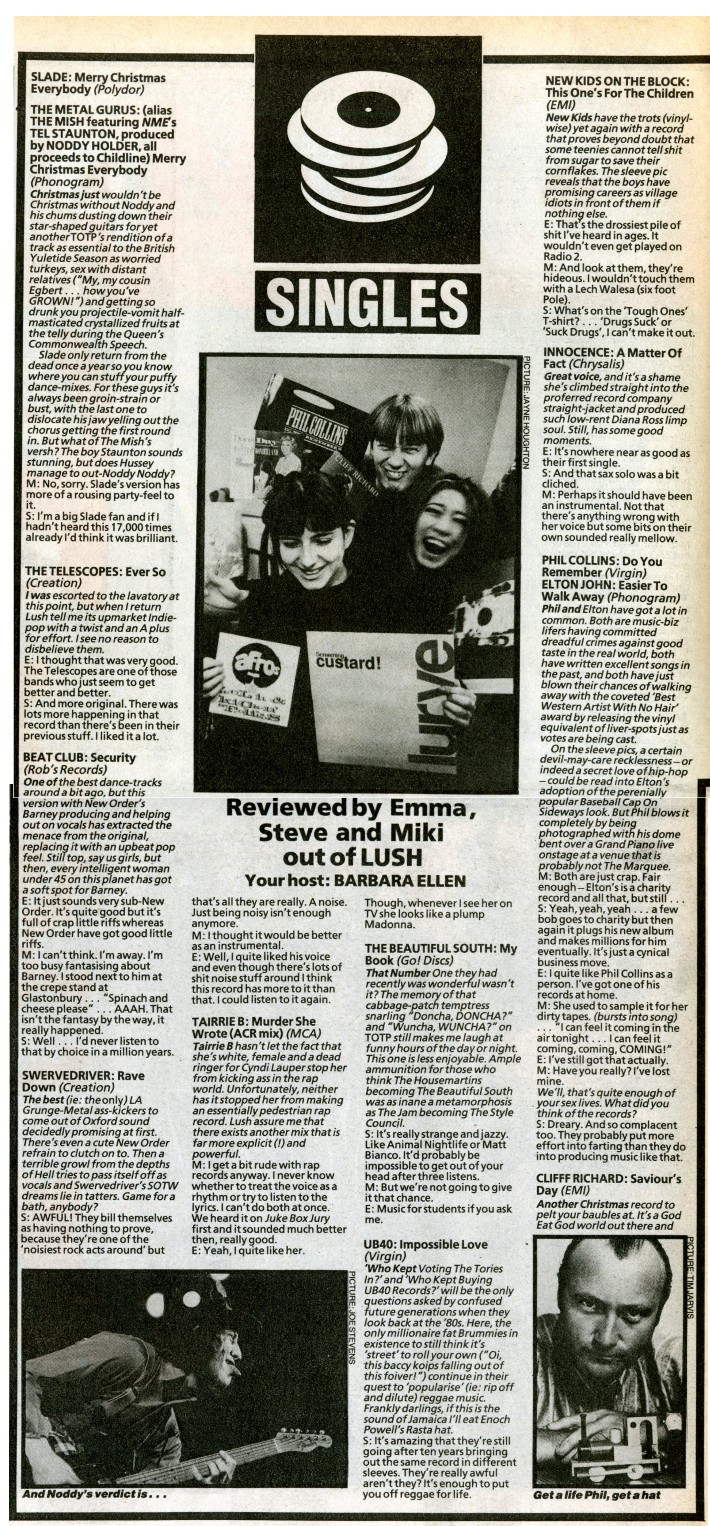 SLADE: Merry Christmas
Everybody (Polydor)
THE METAL GURUS: (alias
THE MISH featuring NME's
TEL STAUNTON, produced
by NODDY HOLDER, all
proceeds to Childline) Merry
Christmas Everybody
(Phonogram)
Christmas just wouldn't be
Christmas without Noddy and
his chums dusting down their
star-shaped guitars for yet
another TOTP's rendition of a
track as essential to the British
Yuletide Season as worried
turkeys, sex with distant
relatives ("My, my cousin
Egbert . . . how you've
GROWN!") and getting so
drunk you projectile-vomit half-
masticated crystallized fruits at
the telly during the Queen's
Commonwealth Speech.
Slade only return from the
dead once a year so you know
where you can stuff your puffy
dance-mixes. For these guys it's
always been groin-strain or
bust, with the last one to
dislocate his jaw yelling out the
chorus getting the first round
in. But what of The Mish's
versh? The boy Staunton sounds
stunning, but does Hussey
manage to out-Noddy Noddy?
M: No, sorry. Slade's version has
more of a rousing party-feel to
it.
S: I'm a big Slade fan and if I
hadn't heard this 17,000 times
already I'd think it was brilliant.
THE TELESCOPES: Ever So
(Creation)
I was escorted to the lavatory at
this point, but when I return
Lush tell me its upmarket Indie-
pop with a twist and an A plus
for effort. I see no reason to
disbelieve them.
E: I thought that was very good.
The Telescopes are one of those
bands who just seem to get
better and better.
S: And more original. There was
lots more happening in that
record than there's been in their
previous stuff. I liked it a lot.
BEAT CLUB: Security
(Rob's Records)
One of the best dance-tracks
around a bit ago, but this
version with New Order's
Barney producing and helping
out on vocals has extracted the
menace from the original,
replacing it with an upbeat pop
feel. Still top, say us girls, but
then, every intelligent woman
under 45 on this planet has got
a soft spot for Barney.
E: It just sounds very sub-New
Order. It's quite good but it's
full of crap little riffs whereas
New Order have got good little
riffs.
M: I can't think. I'm away. I'm
too busy fantasising about
Barney. I stood next to him at
the crepe stand at
Glastonbury . . . "Spinach and
cheese please" . . . AAAH. That
isn't the fantasy by the way, it
really happened.
S: Well . . . I'd never listen to
that by choice in a million years.
SWERVEDRIVER: Rave
Down (Creation)
The best (ie: the only) LA
Grunge-Metal ass-kickers to
come out of Oxford sound
decidedly promising at first.
There's even a cute New Order
refrain to clutch on to. Then a
terrible growl from the depths
of Hell tries to pass itself off as
vocals and Swervedriver's SOTW
dreams lie in tatters. Game for a
bath, anybody?
S: AWFUL! They bill themselves
as having nothing to prove,
because they're one of the
'noisiest rock acts around' but
PICTURE: JOE STEVENS
And Noddy's verdict is . . .
SINGLES
PICTURE: JAYNE HOUGHTON
PHIL COLLINS
CLIFF RICHARD
afros
Screaming
custard!
lurve
Reviewed by Emma,
Steve and Miki
out of LUSH
Your host: BARBARA ELLEN
that's all they are really. A noise.
Just being noisy isn't enough
anymore.
M: I thought it would be better
as an instrumental.
E: Well, I quite liked his voice
and even though there's lots of
shit noise stuff around I think
this record has more to it than
that. I could listen to it again.
TAIRRIE B: Murder She
Wrote (ACR mix) (MCA)
Tairrie B hasn't let the fact that
she's white, female and a dead
ringer for Cyndi Lauper stop her
from kicking ass in the rap
world. Unfortunately, neither
has it stopped her from making
an essentially pedestrian rap
record. Lush assure me that
there exists another mix that is
far more explicit (!) and
powerful.
M: I get a bit rude with rap
records anyway. I never know
whether to treat the voice as a
rhythm or try to listen to the
lyrics. I can't do both at once.
We heard it on Juke Box Jury
first and it sounded much better
then, really good.
E: Yeah, I quite like her.
Though, whenever I see her on
TV she looks like a plump
Madonna.
THE BEAUTIFUL SOUTH: My
Book (Go! Discs)
That Number One they had
recently was wonderful wasn't
it? The memory of that
cabbage-patch temptress
snarling "Doncha, DONCHA?"
and "Wuncha, WUNCHA?" on
TOTP still makes me laugh at
funny hours of the day or night.
This one is less enjoyable. Ample
ammunition for those who
think The Housemartins
becoming The Beautiful South
was as inane a metamorphosis
as The Jam becoming The Style
Council.
S: It's really strange and jazzy.
Like Animal Nightlife or Matt
Bianco. It'd probably be
impossible to get out of your
head after three listens.
M: But we're not going to give
it that chance.
E: Music for students if you ask
me.
UB40: Impossible Love
(Virgin)
'Who Kept Voting The Tories
In?' and 'Who Kept Buying
UB40 Records?' will be the only
questions asked by confused
future generations when they
look back at the '80s. Here, the
only millionaire fat Brummies in
existence to still think it's
'street' to roll your own ("Oi,
this baccy koips falling out of
this foiver!") continue in their
quest to 'popularise' (ie: rip off
and dilute) reggae music.
Frankly darlings, if this is the
sound of Jamaica I'll eat Enoch
Powell's Rasta hat.
S: It's amazing that they're still
going after ten years bringing
out the same record in different
sleeves. They're really awful
aren't they? It's enough to put
you off reggae for life.
NEW KIDS ON THE BLOCK:
This One's For The Children
(EMI)
New Kids have the trots (vinyl-
wise) yet again with a record
that proves beyond doubt that
some teenies cannot tell shit
from sugar to save their
cornflakes. The sleeve pic
reveals that the boys have
promising careers as village
idiots in front of them if
nothing else.
E: That's the drossiest pile of
shit I've heard in ages. It
wouldn't even get played on
Radio 2.
M: And look at them, they're
hideous. I wouldn't touch them
with a Lech Walesa (six foot
Pole).
S: What's on the 'Tough Ones'
T-shirt? . . . 'Drugs Suck' or
'Suck Drugs', I can't make it out.
INNOCENCE: A Matter Of
Fact (Chrysalis)
Great voice, and it's a shame
she's climbed straight into the
proferred record company
straight-jacket and produced
such low-rent Diana Ross limp
soul. Still, has some good
moments.
E: It's nowhere near as good as
their first single.
S: And that sax solo was a bit
cliched.
M: Perhaps it should have been
an instrumental. Not that
there's anything wrong with
her voice but some bits on their
own sounded really mellow.
PHIL COLLINS: Do You
Remember (Virgin)
ELTON JOHN: Easier To
Walk Away (Phonogram)
Phil and Elton have got a lot in
common. Both are music-biz
lifers having committed
dreadful crimes against good
taste in the real world, both
have written excellent songs in
the past, and both have just
blown their chances of walking
away with the coveted 'Best
Western Artist With No Hair'
award by releasing the vinyl
equivalent of liver-spots just as
votes are being cast.
On the sleeve pics, a certain
devil-may-care recklessness – or
indeed a secret love of hip-hop
– could be read into Elton's
adoption of the perenially
popular Baseball Cap On
Sideways look. But Phil blows it
completely by being
photographed with his dome
bent over a Grand Piano live
onstage at a venue that is
probably not The Marquee.
M: Both are just crap. Fair
enough – Elton's is a charity
record and all that, but still . . .
S: Yeah, yeah, yeah . . . a few
bob goes to charity but then
again it plugs his new album
and makes millions for him
eventually. It's just a cynical
business move.
E: I quite like Phil Collins as a
person. I've got one of his
records at home.
M: She used to sample it for her
dirty tapes. (bursts into song)
. . . "I can feel it coming in the
air tonight . . . I can feel it
coming, coming, COMING!"
E: I've still got that actually.
M: Have you really? I've lost
mine.
We'll, that's quite enough of
your sex lives. What did you
think of the records?
S: Dreary. And so complacent
too. They probably put more
effort into farting than they do
into producing music like that.
CLIFFF RICHARD: Saviour's
Day (EMI)
Another Christmas record to
pelt your baubles at. It's a God
Eat God world out there and
PICTURE: TIM JARVIS
Get a life Phil, get a hat